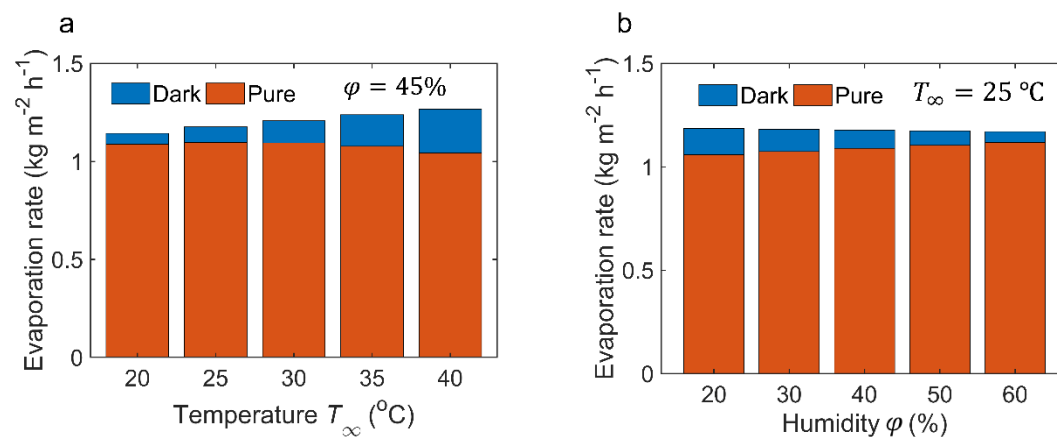 a
Evaporation rate (kg m⁻² h⁻¹)
1.5
1
0.5
0
Dark
Pure
φ = 45%
20 25 30 35 40
Temperature T∞ (°C)
b
Evaporation rate (kg m⁻² h⁻¹)
1.5
1
0.5
0
Dark
Pure
T∞ = 25 ℃
20 30 40 50 60
Humidity φ (%)